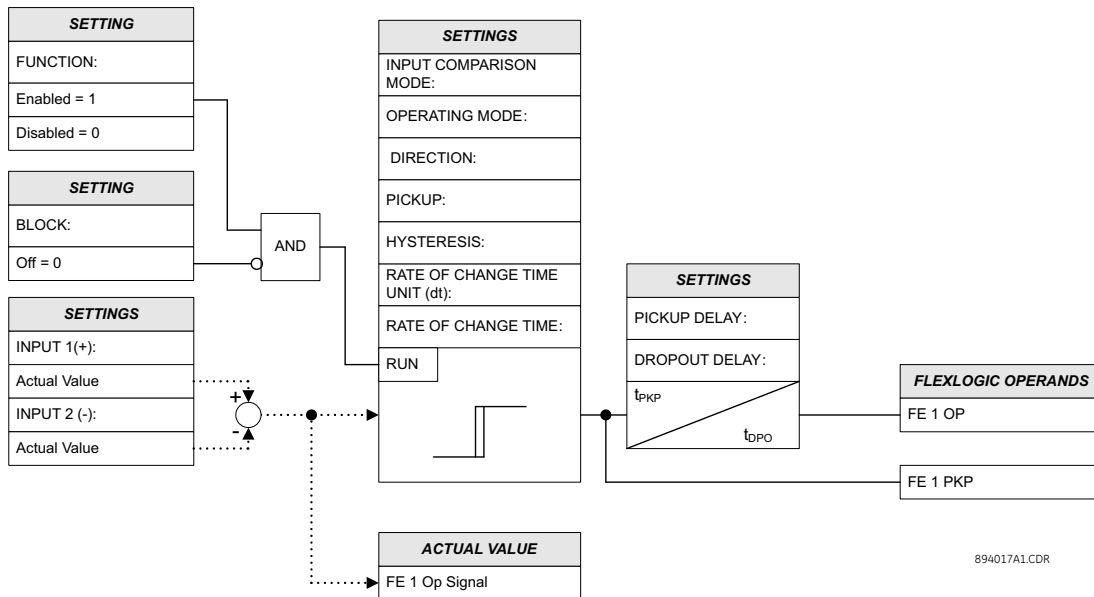 SETTING
FUNCTION:
Enabled = 1
Disabled = 0
SETTING
BLOCK:
Off = 0
SETTINGS
INPUT 1(+):
Actual Value
INPUT 2 (-):
Actual Value
+
-
AND
SETTINGS
INPUT COMPARISON
MODE:
OPERATING MODE:
DIRECTION:
PICKUP:
HYSTERESIS:
RATE OF CHANGE TIME
UNIT (dt):
RATE OF CHANGE TIME:
RUN
ACTUAL VALUE
FE 1 Op Signal
SETTINGS
PICKUP DELAY:
DROPOUT DELAY:
tPKP
tDPO
FLEXLOGIC OPERANDS
FE 1 OP
FE 1 PKP
894017A1.CDR